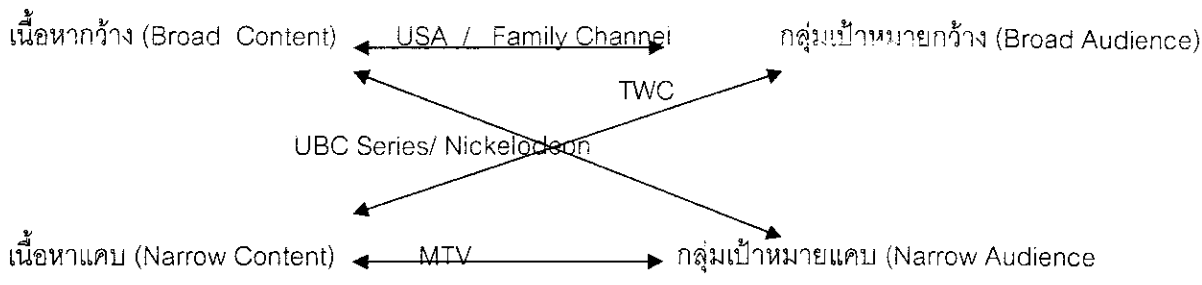 เนื้อหากว้าง (Broad Content) USA / Family Channel กลุ่มเป้าหมายกว้าง (Broad Audience)
TWC
UBC Series/ Nickelodeon
เนื้อหาแคบ (Narrow Content) MTV กลุ่มเป้าหมายแคบ (Narrow Audience